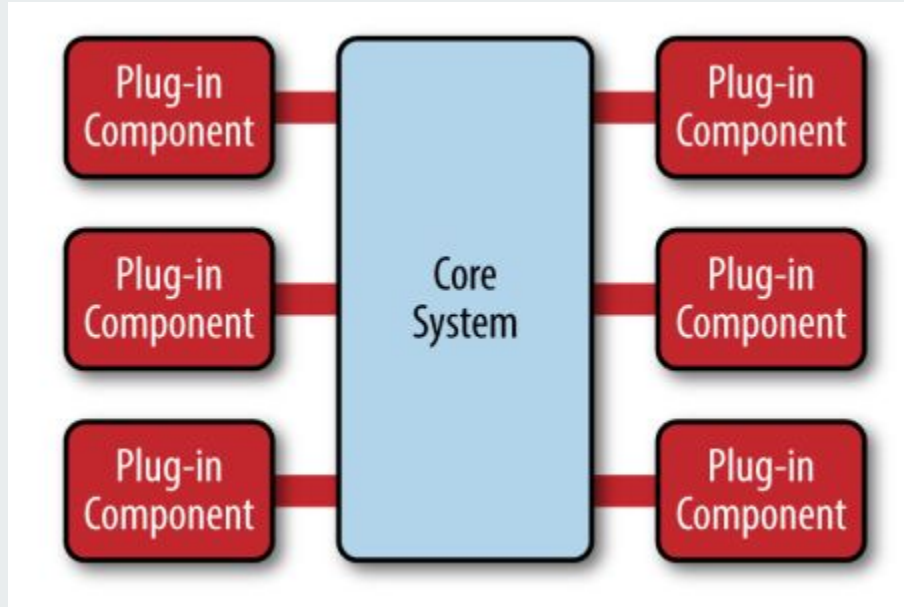 Plug-in
Component
Plug-in
Component
Plug-in
Component
Core
System
Plug-in
Component
Plug-in
Component
Plug-in
Component